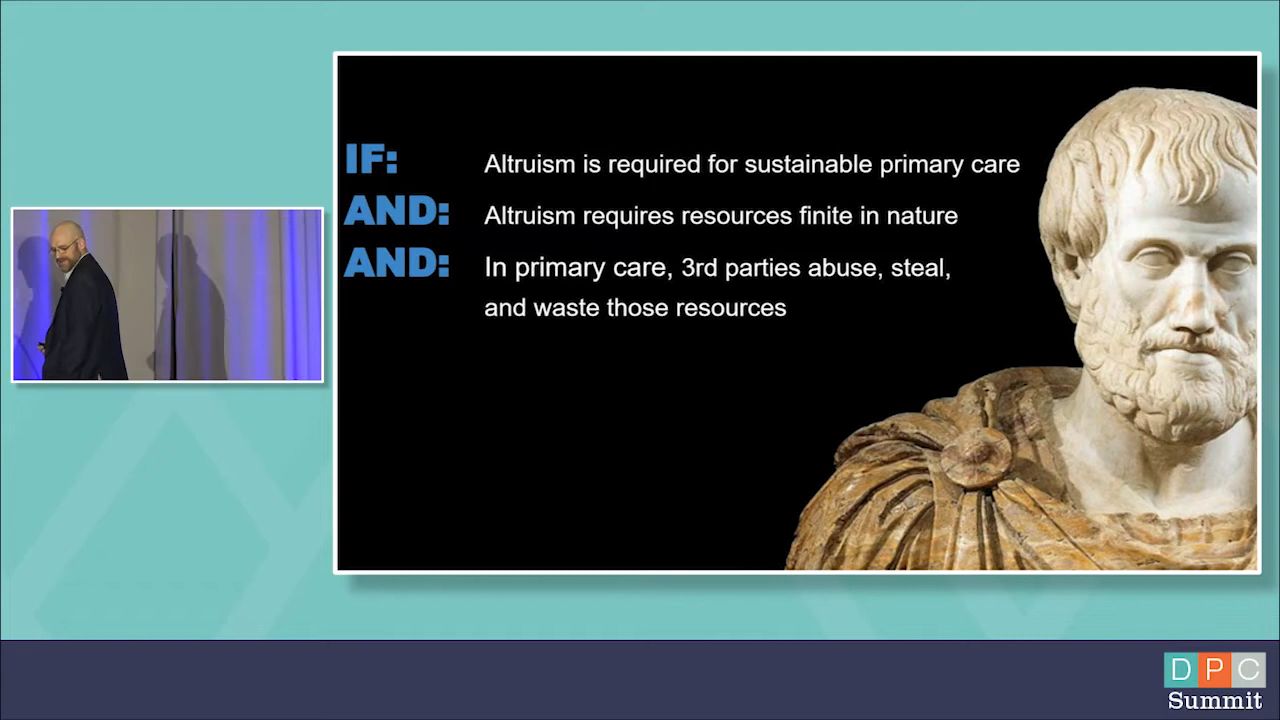 IF: Altruism is required for sustainable primary care
AND: Altruism requires resources finite in nature
AND: In primary care, 3rd parties abuse, steal,
and waste those resources
DPC
Summit